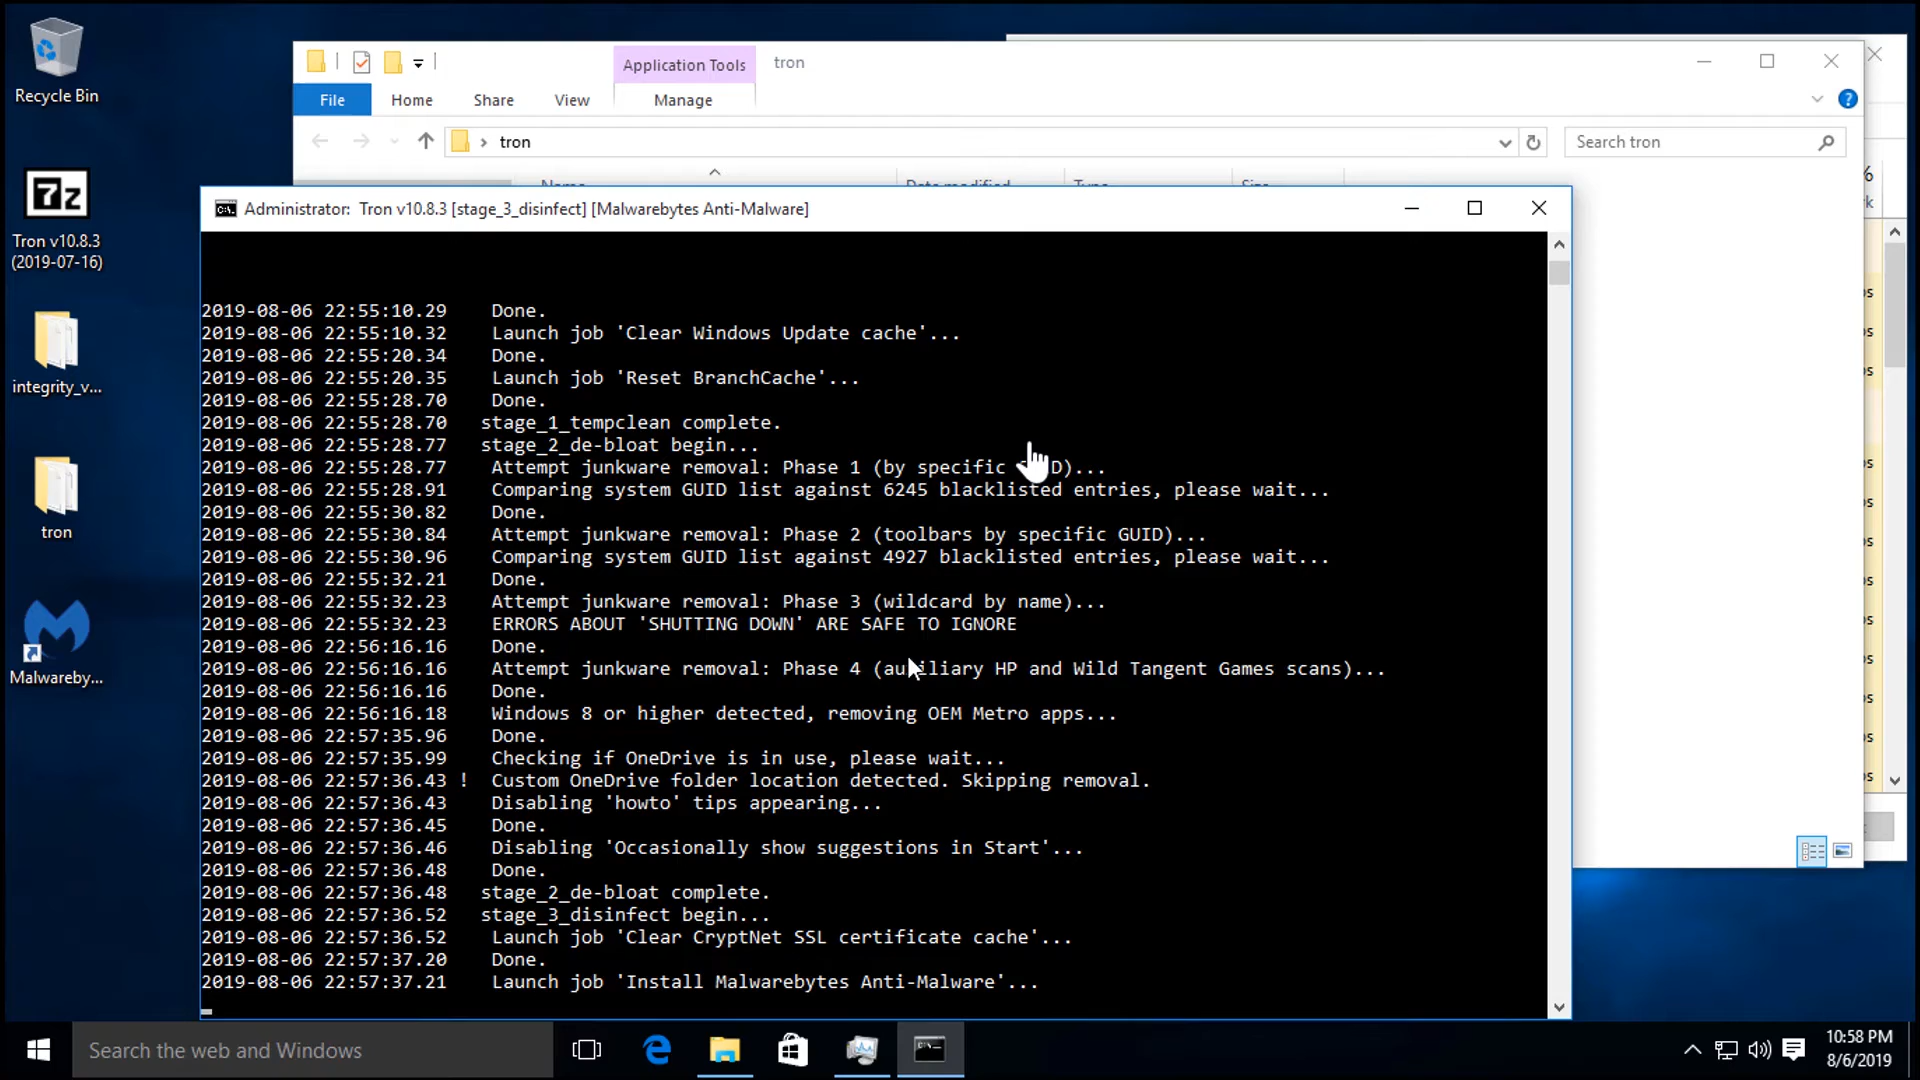 Recycle Bin
Tron v10.8.3
(2019-07-16)
integrity_v...
tron
Malwareby...
Application Tools
tron
File
Home
Share
View
Manage
tron
Search tron
Administrator: Tron v10.8.3 [stage_3_disinfect] [Malwarebytes Anti-Malware]
2019-08-06 22:55:10.29 Done.
2019-08-06 22:55:10.32 Launch job 'Clear Windows Update cache'...
2019-08-06 22:55:20.34 Done.
2019-08-06 22:55:20.35 Launch job 'Reset BranchCache'...
2019-08-06 22:55:28.70 Done.
2019-08-06 22:55:28.70 stage_1_tempclean complete.
2019-08-06 22:55:28.77 stage_2_de-bloat begin...
2019-08-06 22:55:28.77 Attempt junkware removal: Phase 1 (by specific GUID)...
2019-08-06 22:55:28.91 Comparing system GUID list against 6245 blacklisted entries, please wait...
2019-08-06 22:55:30.82 Done.
2019-08-06 22:55:30.84 Attempt junkware removal: Phase 2 (toolbars by specific GUID)...
2019-08-06 22:55:30.96 Comparing system GUID list against 4927 blacklisted entries, please wait...
2019-08-06 22:55:32.21 Done.
2019-08-06 22:55:32.23 Attempt junkware removal: Phase 3 (wildcard by name)...
2019-08-06 22:55:32.23 ERRORS ABOUT 'SHUTTING DOWN' ARE SAFE TO IGNORE
2019-08-06 22:56:16.16 Done.
2019-08-06 22:56:16.16 Attempt junkware removal: Phase 4 (auxiliary HP and Wild Tangent Games scans)...
2019-08-06 22:56:16.16 Done.
2019-08-06 22:56:16.18 Windows 8 or higher detected, removing OEM Metro apps...
2019-08-06 22:57:35.96 Done.
2019-08-06 22:57:35.99 Checking if OneDrive is in use, please wait...
2019-08-06 22:57:36.43 ! Custom OneDrive folder location detected. Skipping removal.
2019-08-06 22:57:36.43 Disabling 'howto' tips appearing...
2019-08-06 22:57:36.45 Done.
2019-08-06 22:57:36.46 Disabling 'Occasionally show suggestions in Start'...
2019-08-06 22:57:36.48 Done.
2019-08-06 22:57:36.48 stage_2_de-bloat complete.
2019-08-06 22:57:36.52 stage_3_disinfect begin...
2019-08-06 22:57:36.52 Launch job 'Clear CryptNet SSL certificate cache'...
2019-08-06 22:57:37.20 Done.
2019-08-06 22:57:37.21 Launch job 'Install Malwarebytes Anti-Malware'...
Search the web and Windows
10:58 PM
8/6/2019